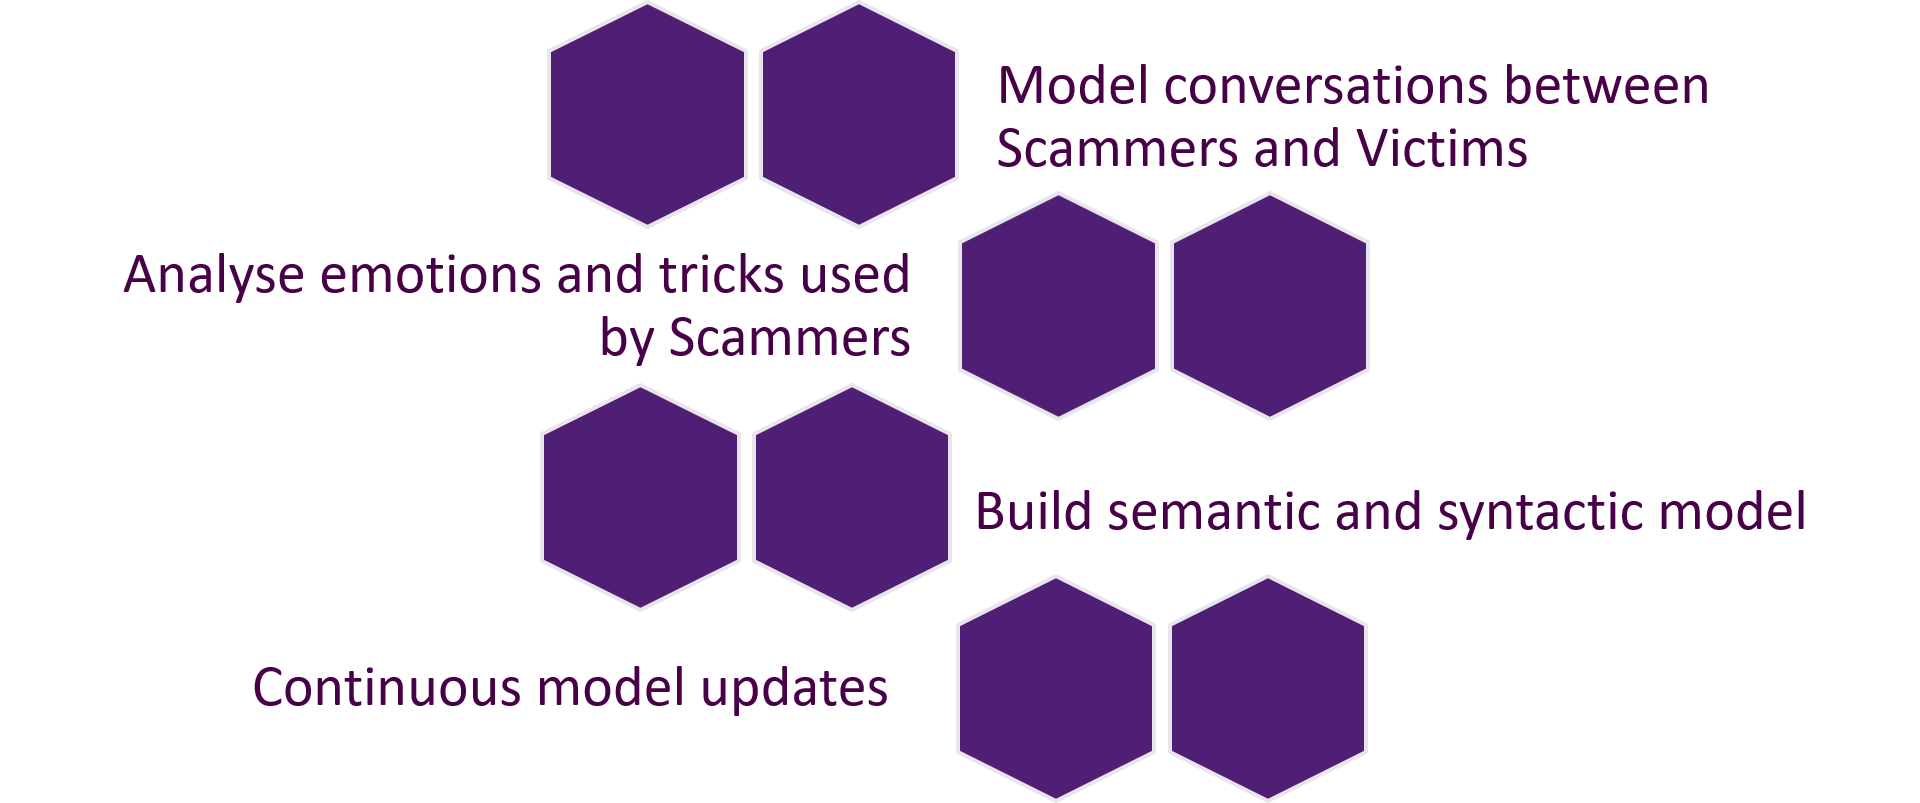 Model conversations between
Scammers and Victims
Analyse emotions and tricks used
by Scammers
Build semantic and syntactic model
Continuous model updates